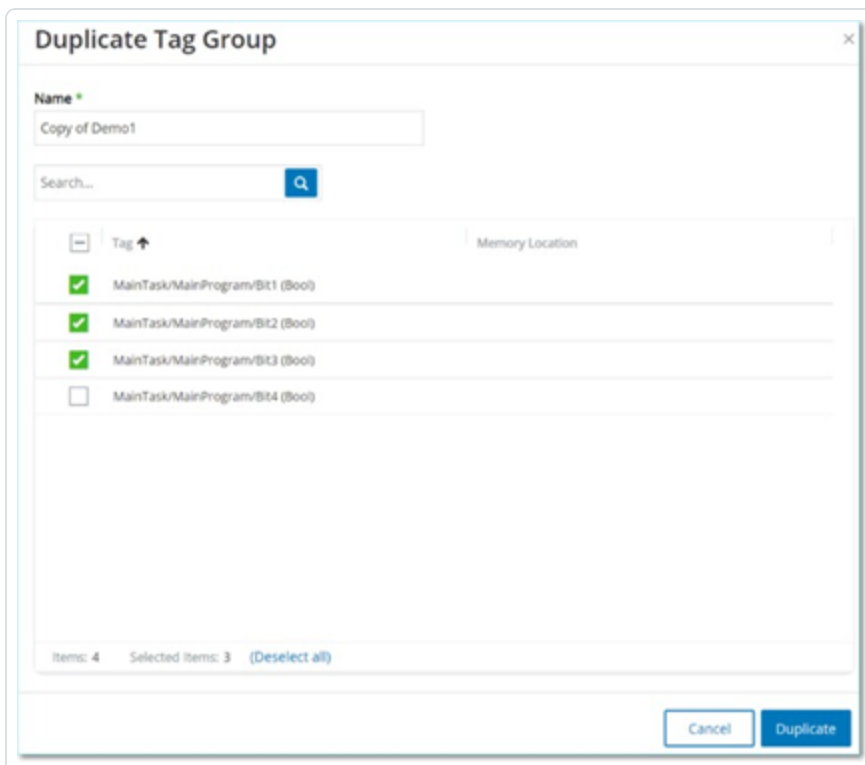 Duplicate Tag Group
Name *
Copy of Demo1
Search...
Tag Memory Location
MainTask/MainProgram/Bit1 (Bool)
MainTask/MainProgram/Bit2 (Bool)
MainTask/MainProgram/Bit3 (Bool)
MainTask/MainProgram/Bit4 (Bool)
Items: 4 Selected Items: 3 (Deselect all)
Cancel Duplicate